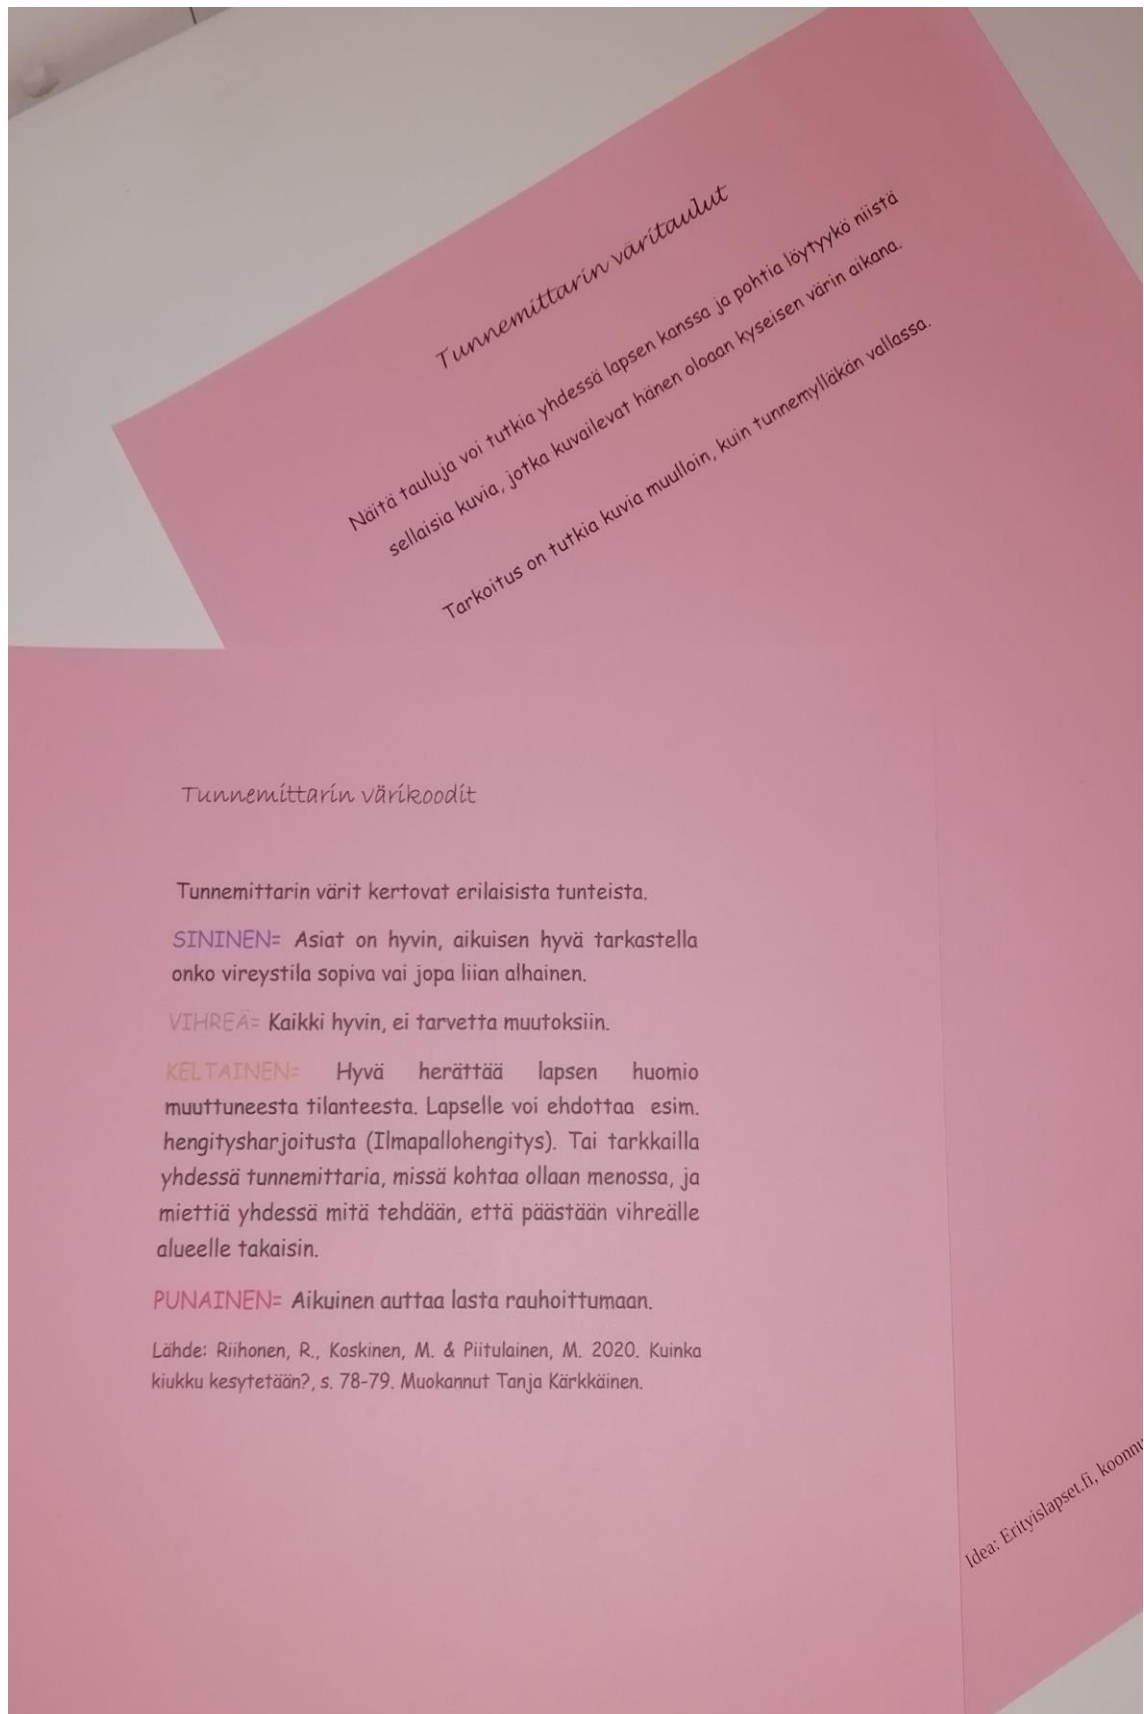 Tunnemittarin väritaulut
Näitä tauluja voi tutkia yhdessä lapsen kanssa ja pohtia löytyykö niistä
sellaisia kuvia, jotka kuvailevat hänen oloaan kyseisen värin aikana.
Tarkoitus on tutkia kuvia muulloin, kuin tunnemylläkän vallassa.
Tunnemittarin värikoodit
Tunnemittarin värit kertovat erilaisista tunteista.
SININEN= Asiat on hyvin, aikuisen hyvä tarkastella
onko vireystila sopiva vai jopa liian alhainen.
VIHREÄ= Kaikki hyvin, ei tarvetta muutoksiin.
KELTAINEN= Hyvä herättää lapsen huomio
muuttuneesta tilanteesta. Lapselle voi ehdottaa esim.
hengitysharjoitusta (Ilmapallohengitys). Tai tarkkailla
yhdessä tunnemittaria, missä kohtaa ollaan menossa, ja
miettiä yhdessä mitä tehdään, että päästään vihreälle
alueelle takaisin.
PUNAINEN= Aikuinen auttaa lasta rauhoittumaan.
Lähde: Riihonen, R., Koskinen, M. & Piitulainen, M. 2020. Kuinka
kiukku kesytetään?, s. 78-79. Muokannut Tanja Kärkkäinen.
Idea: Erityislapset.fi,